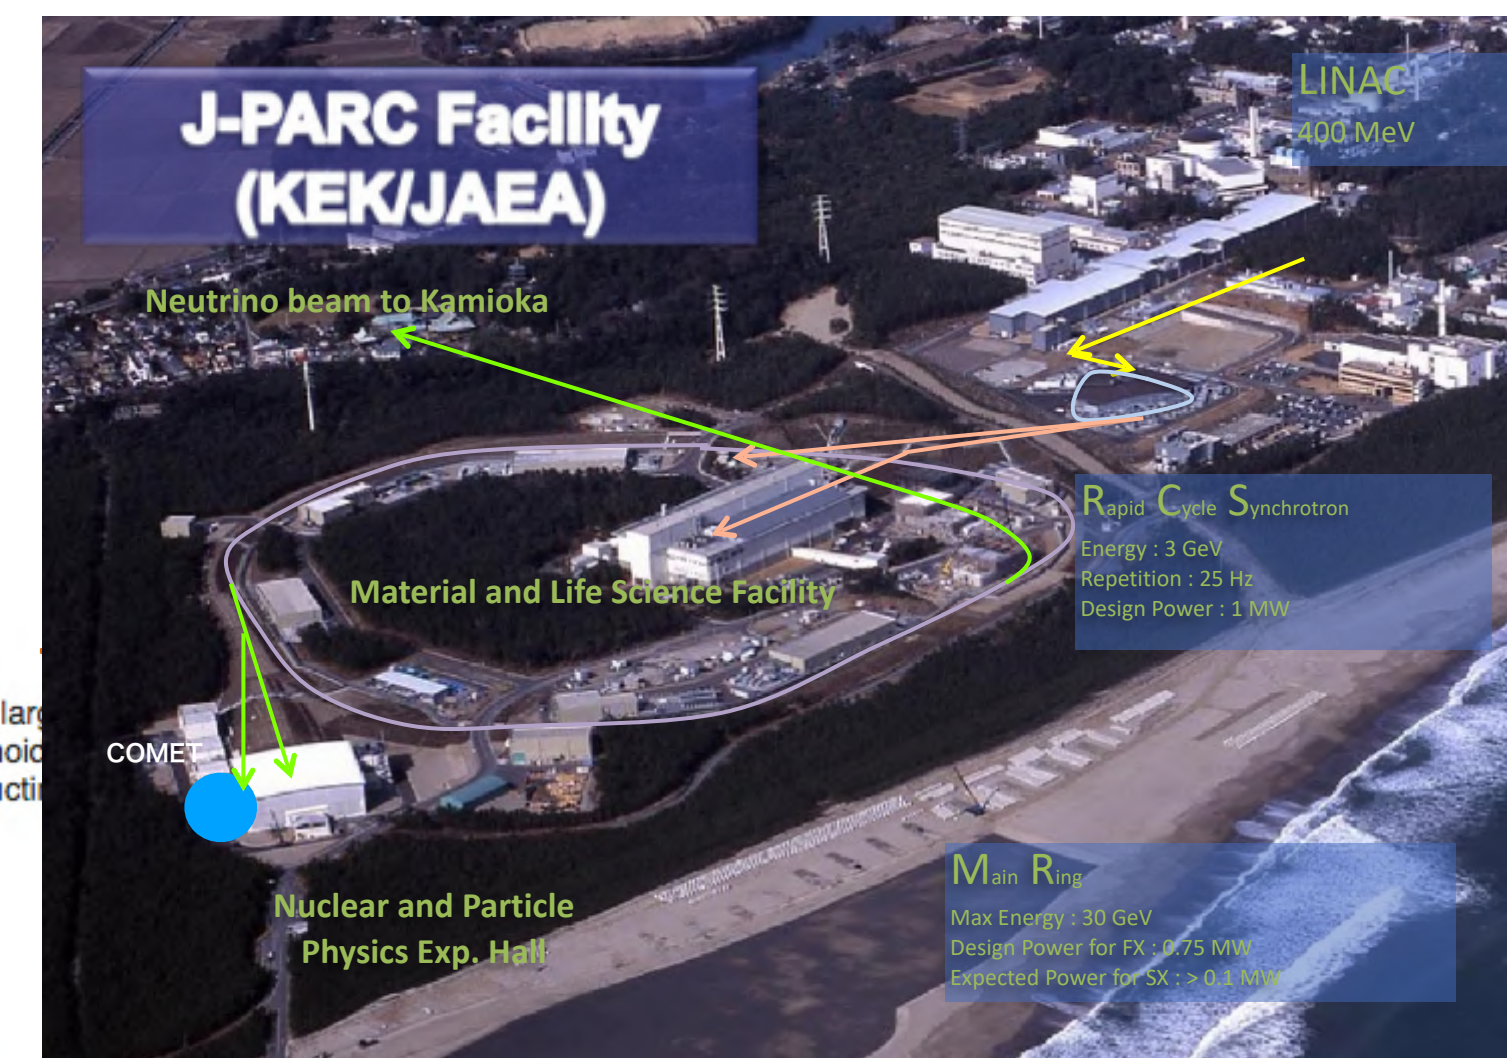 J-PARC Facility
(KEK/JAEA)
LINAC
400 MeV
Neutrino beam to Kamioka
Rapid Cycle Synchrotron
Energy : 3 GeV
Repetition : 25 Hz
Design Power : 1 MW
Material and Life Science Facility
COMET
Nuclear and Particle
Physics Exp. Hall
Main Ring
Max Energy : 30 GeV
Design Power for FX : 0.75 MW
Expected Power for SX : > 0.1 MW